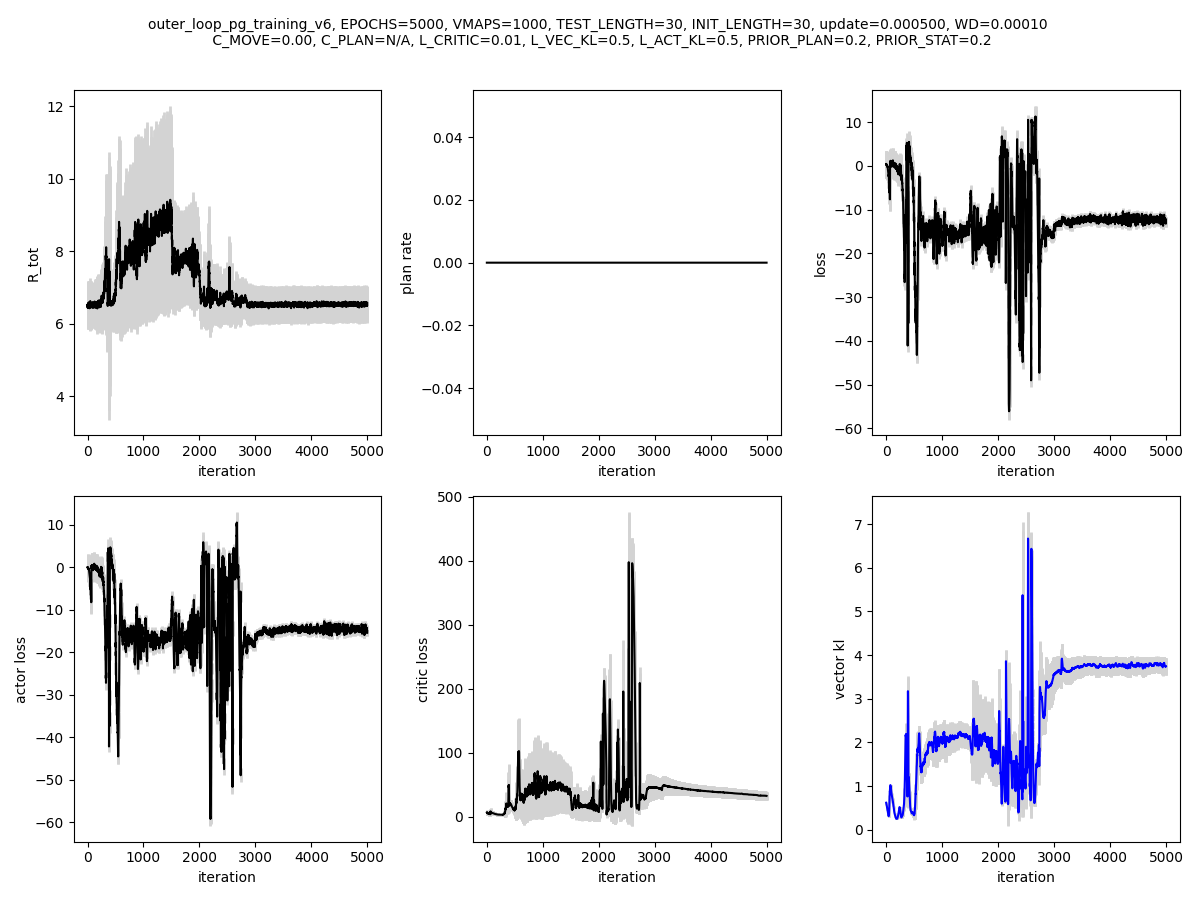 outer_loop_pg_training_v6, EPOCHS=5000, VMAPS=1000, TEST_LENGTH=30, INIT_LENGTH=30, update=0.000500, WD=0.00010
C_MOVE=0.00, C_PLAN=N/A, L_CRITIC=0.01, L_VEC_KL=0.5, L_ACT_KL=0.5, PRIOR_PLAN=0.2, PRIOR_STAT=0.2
12
10
8
6
4
R_tot
0 1000 2000 3000 4000 5000
iteration
0.04
0.02
0.00
−0.02
−0.04
plan rate
0 1000 2000 3000 4000 5000
iteration
10
0
−10
−20
−30
−40
−50
−60
loss
0 1000 2000 3000 4000 5000
iteration
10
0
−10
−20
−30
−40
−50
−60
actor loss
0 1000 2000 3000 4000 5000
iteration
500
400
300
200
100
0
critic loss
0 1000 2000 3000 4000 5000
iteration
7
6
5
4
3
2
1
0
vector kl
0 1000 2000 3000 4000 5000
iteration